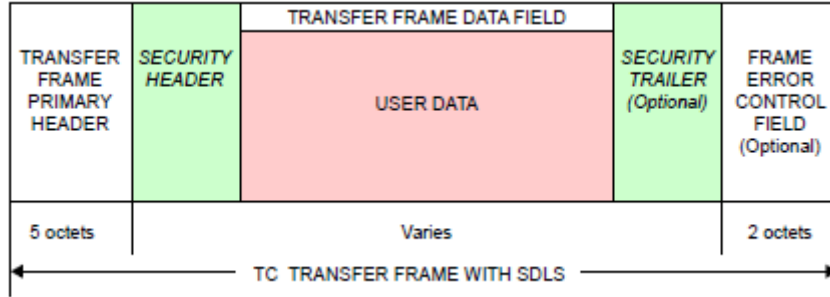 TRANSFER FRAME DATA FIELD
TRANSFER
FRAME
PRIMARY
HEADER
SECURITY
HEADER
USER DATA
SECURITY
TRAILER
(Optional)
FRAME
ERROR
CONTROL
FIELD
(Optional)
5 octets
Varies
2 octets
TC TRANSFER FRAME WITH SDLS